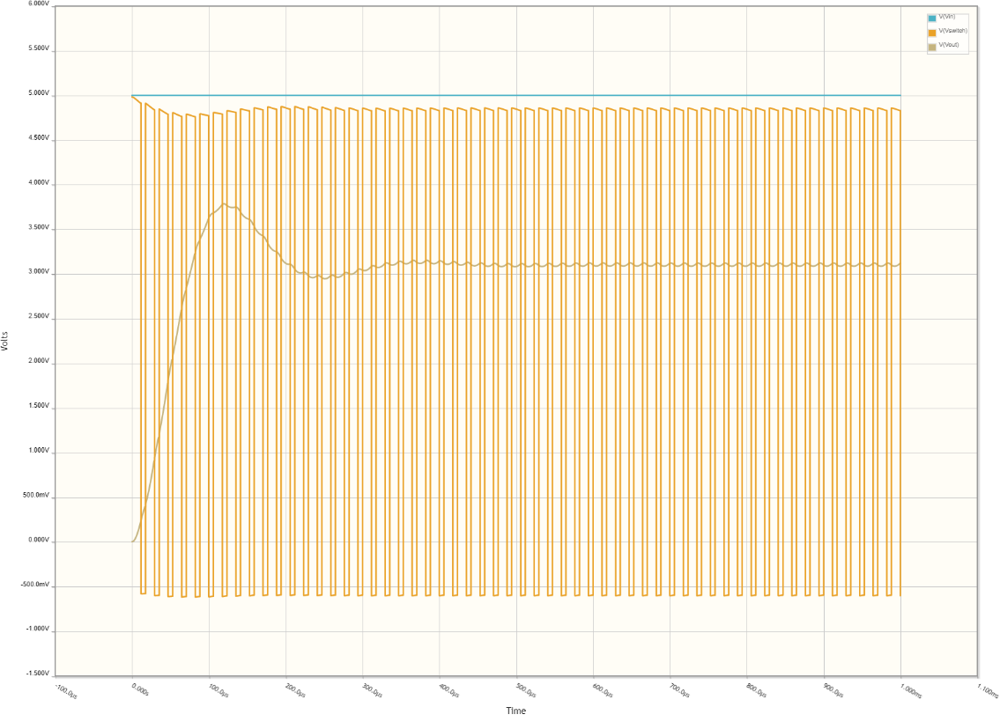 6.000V
V(Vin)
5.500V
V(Vswitch)
V(Vout)
5.000V
4.500V
4.000V
3.500V
3.000V
2.500V
Volts
2.000V
1.500V
1.000V
500.0mV
0.000V
-500.0mV
-1.000V
-1.500V
-100.0µs
0.000s
100.0µs
200.0µs
300.0µs
400.0µs
500.0µs
600.0µs
700.0µs
800.0µs
900.0µs
1.000ms
1.100ms
Time